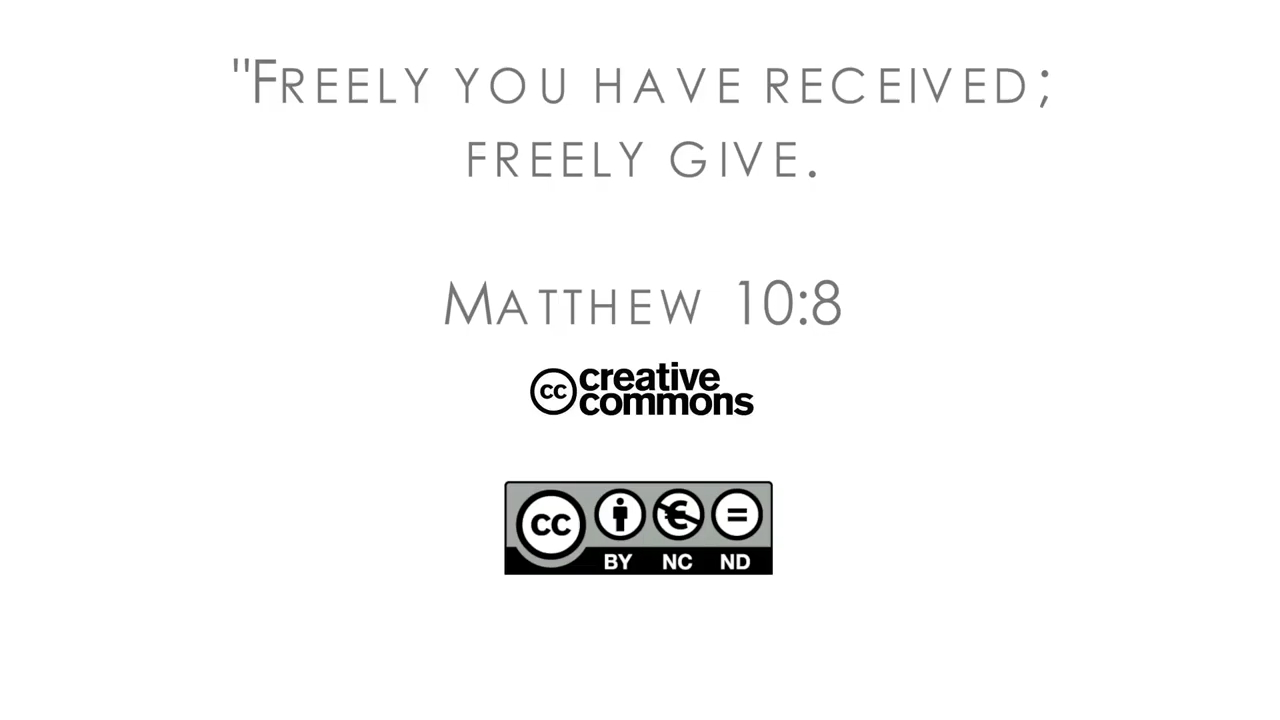 "FREELY YOU HAVE RECEIVED;
FREELY GIVE.
MATTHEW 10:8
cc creative
commons
cc BY NC ND